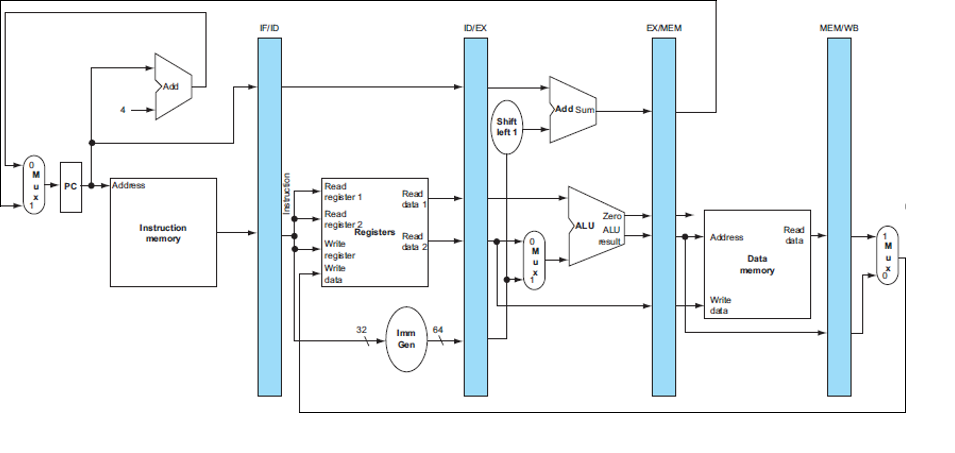 IF/ID
ID/EX
EX/MEM
MEM/WB
Add
4
Add Sum
Shift
left 1
0
M
u
x
1
PC
Address
Instruction
memory
Instruction
Read
register 1
Read
register 2
Registers
Write
register
Write
data
Read
data 1
Read
data 2
0
M
u
x
1
ALU
Zero
ALU
result
Address
Read
data
Data
memory
Write
data
1
M
u
x
0
32
Imm
Gen
64